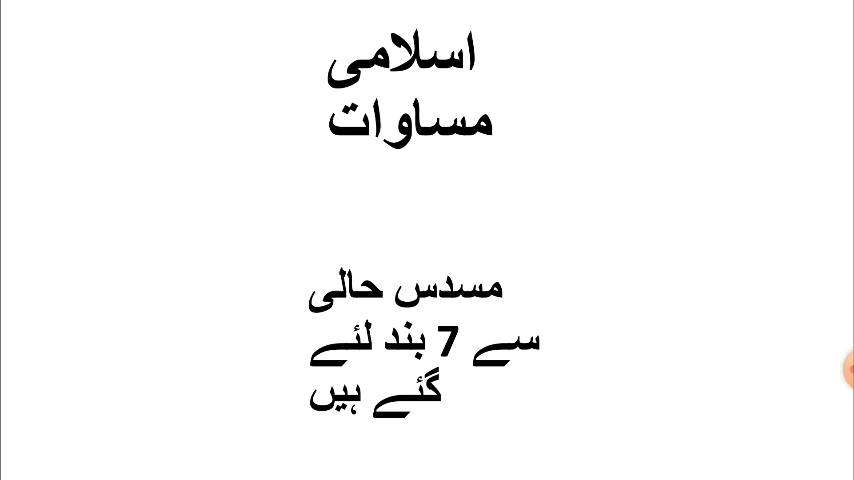 اسلامی
مساوات
مسدس حالی
سے 7 بند لئے
گئے ہیں